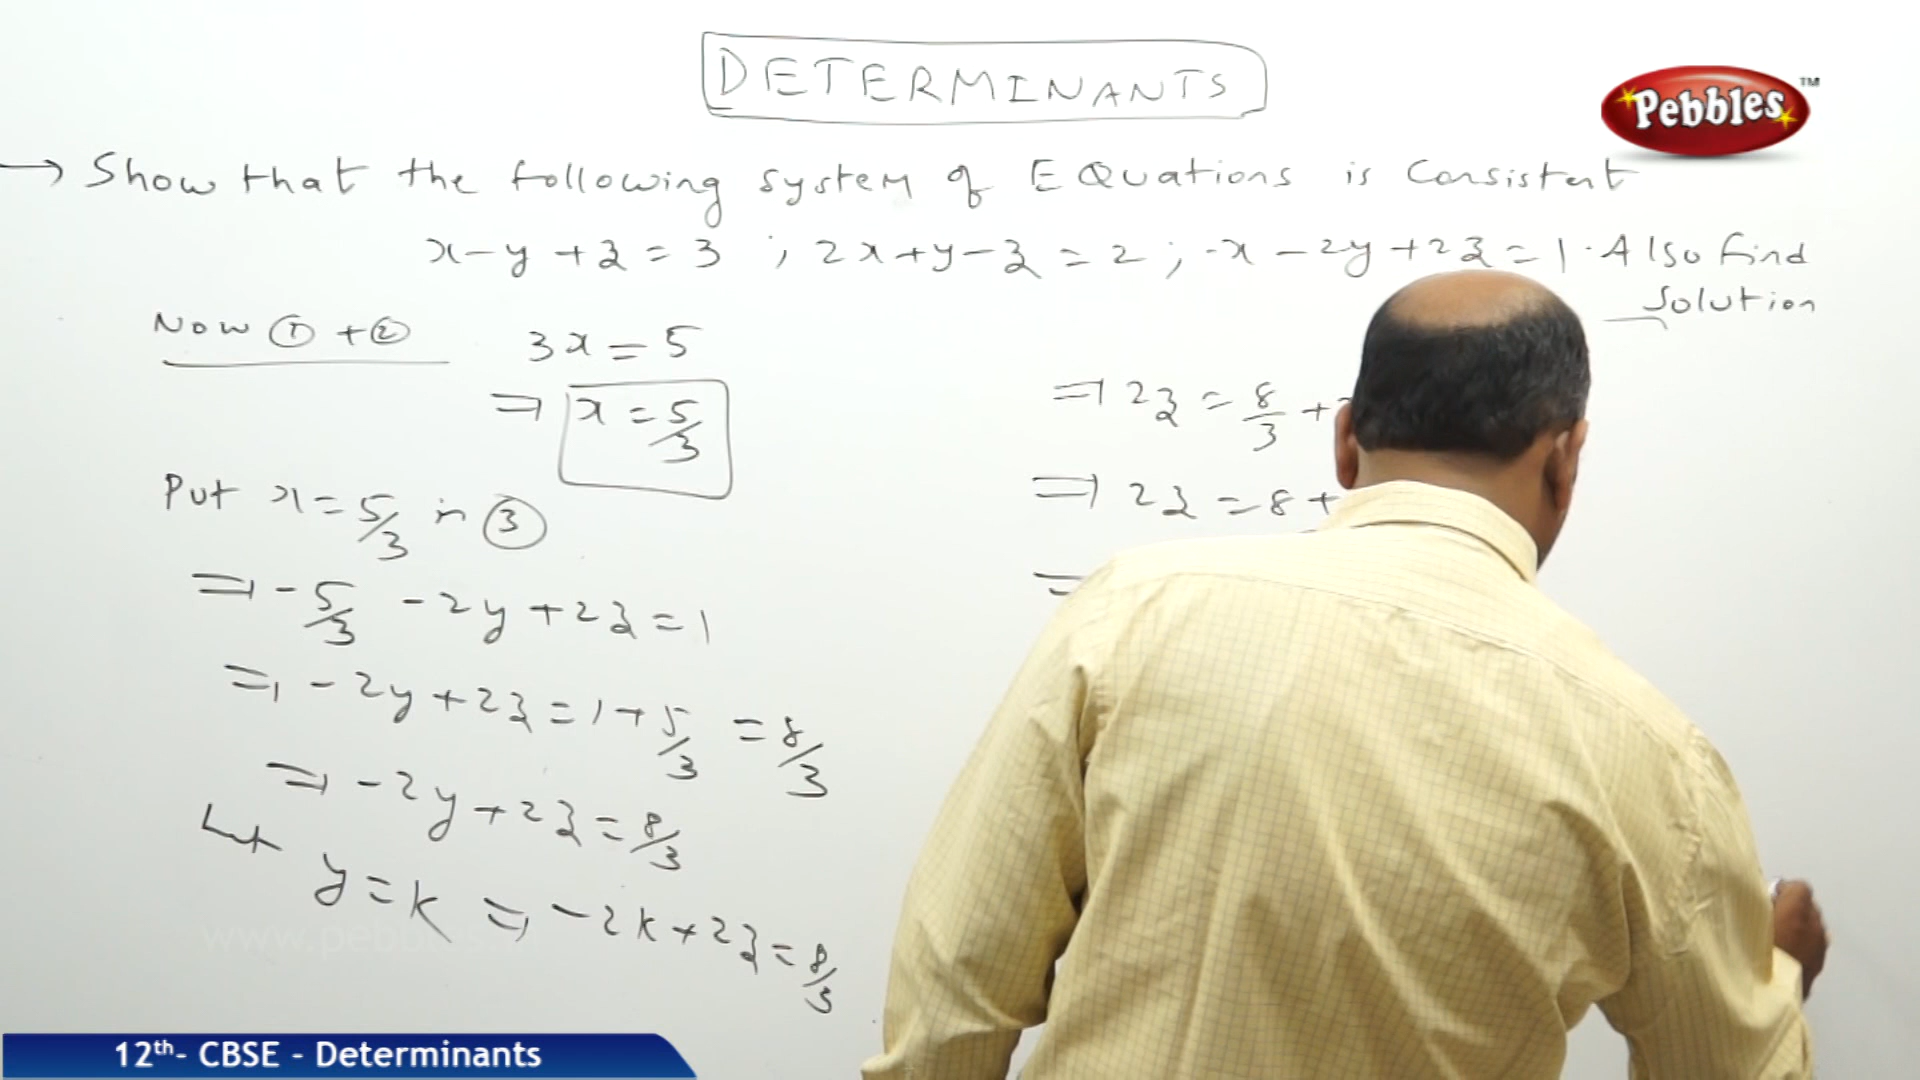 DETERMINANTS
Pebbles™
→ Show that the following system of EQuations is Consistent
x-y+z=3 ; 2x+y-z=2 ; -x-2y+2z=1. Also find
Solution
Now ① + ②
3x=5
⇒ x=5/3
Put x=5/3 in ③
⇒ -5/3 -2y+2z=1
⇒ -2y+2z=1+5/3 =8/3
⇒ -2y+2z=8/3
Let y=k ⇒ -2k+2z=8/3
⇒ 2z=8/3+
⇒ 2z=8+
=
www.pebbles.in
12th- CBSE - Determinants